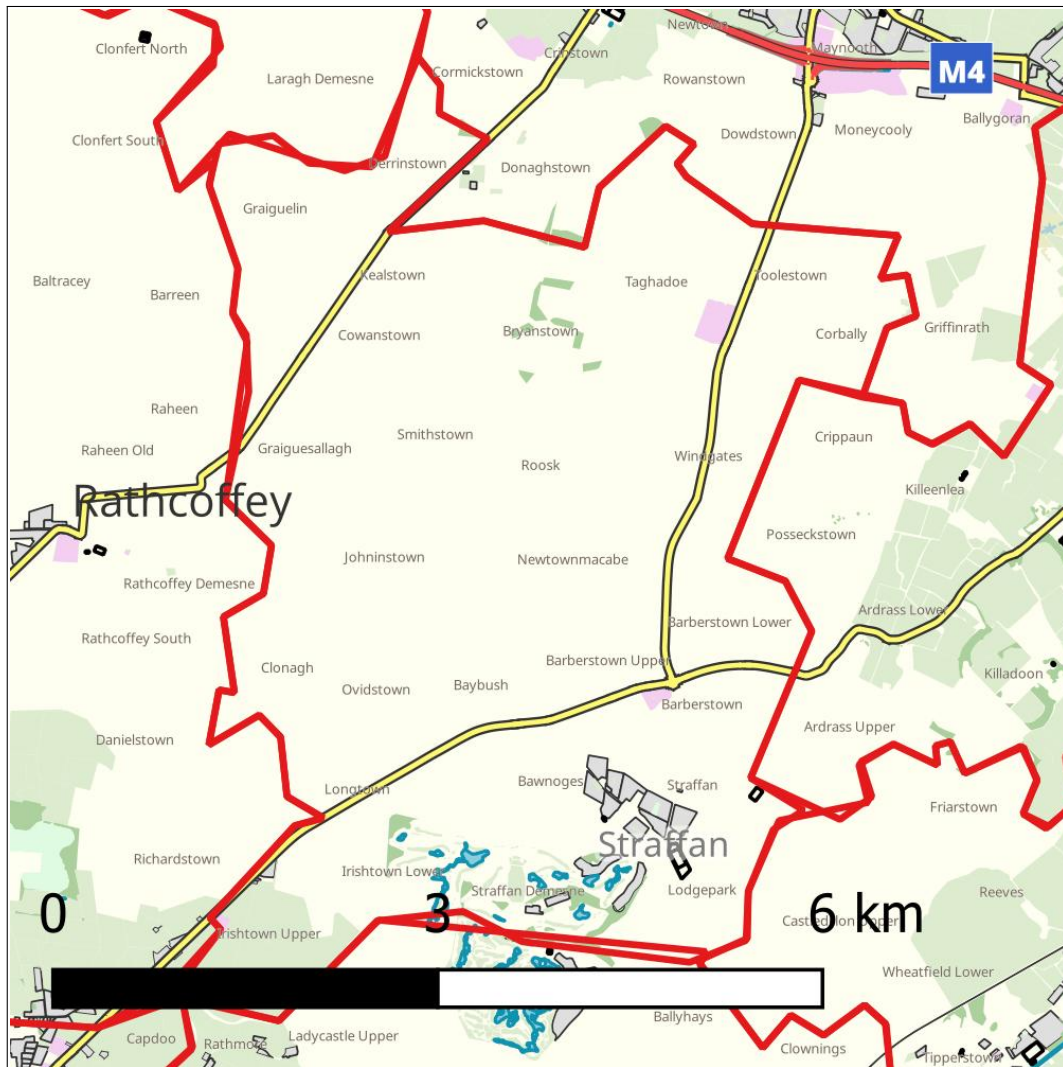 Newtown
Clonfert North
Crinstown
Maynooth
Laragh Demesne
Cormickstown
Rowanstown
M4
Ballygoran
Clonfert South
Dowdstown
Moneycooly
Derrinstown
Donaghstown
Graiguelin
Baltracey
Barreen
Kealstown
Taghadoe
Toolestown
Cowanstown
Bryanstown
Corbally
Griffinrath
Raheen
Raheen Old
Graiguesallagh
Smithstown
Roosk
Windgates
Crippaun
Killeenlea
Rathcoffey
Posseckstown
Johninstown
Newtownmacabe
Rathcoffey Demesne
Ardrass Lower
Rathcoffey South
Barberstown Lower
Clonagh
Barberstown Upper
Killadoon
Ovidstown
Baybush
Barberstown
Danielstown
Ardrass Upper
Longtown
Bawnoges
Straffan
Friarstown
Straffan
Richardstown
Irishtown Lower
Straffan Demesne
Lodgepark
Reeves
0
3
6 km
Irishtown Upper
Castledillon Upper
Wheatfield Lower
Ballyhays
Capdoo
Rathmore
Ladycastle Upper
Clownings
Tipperstown